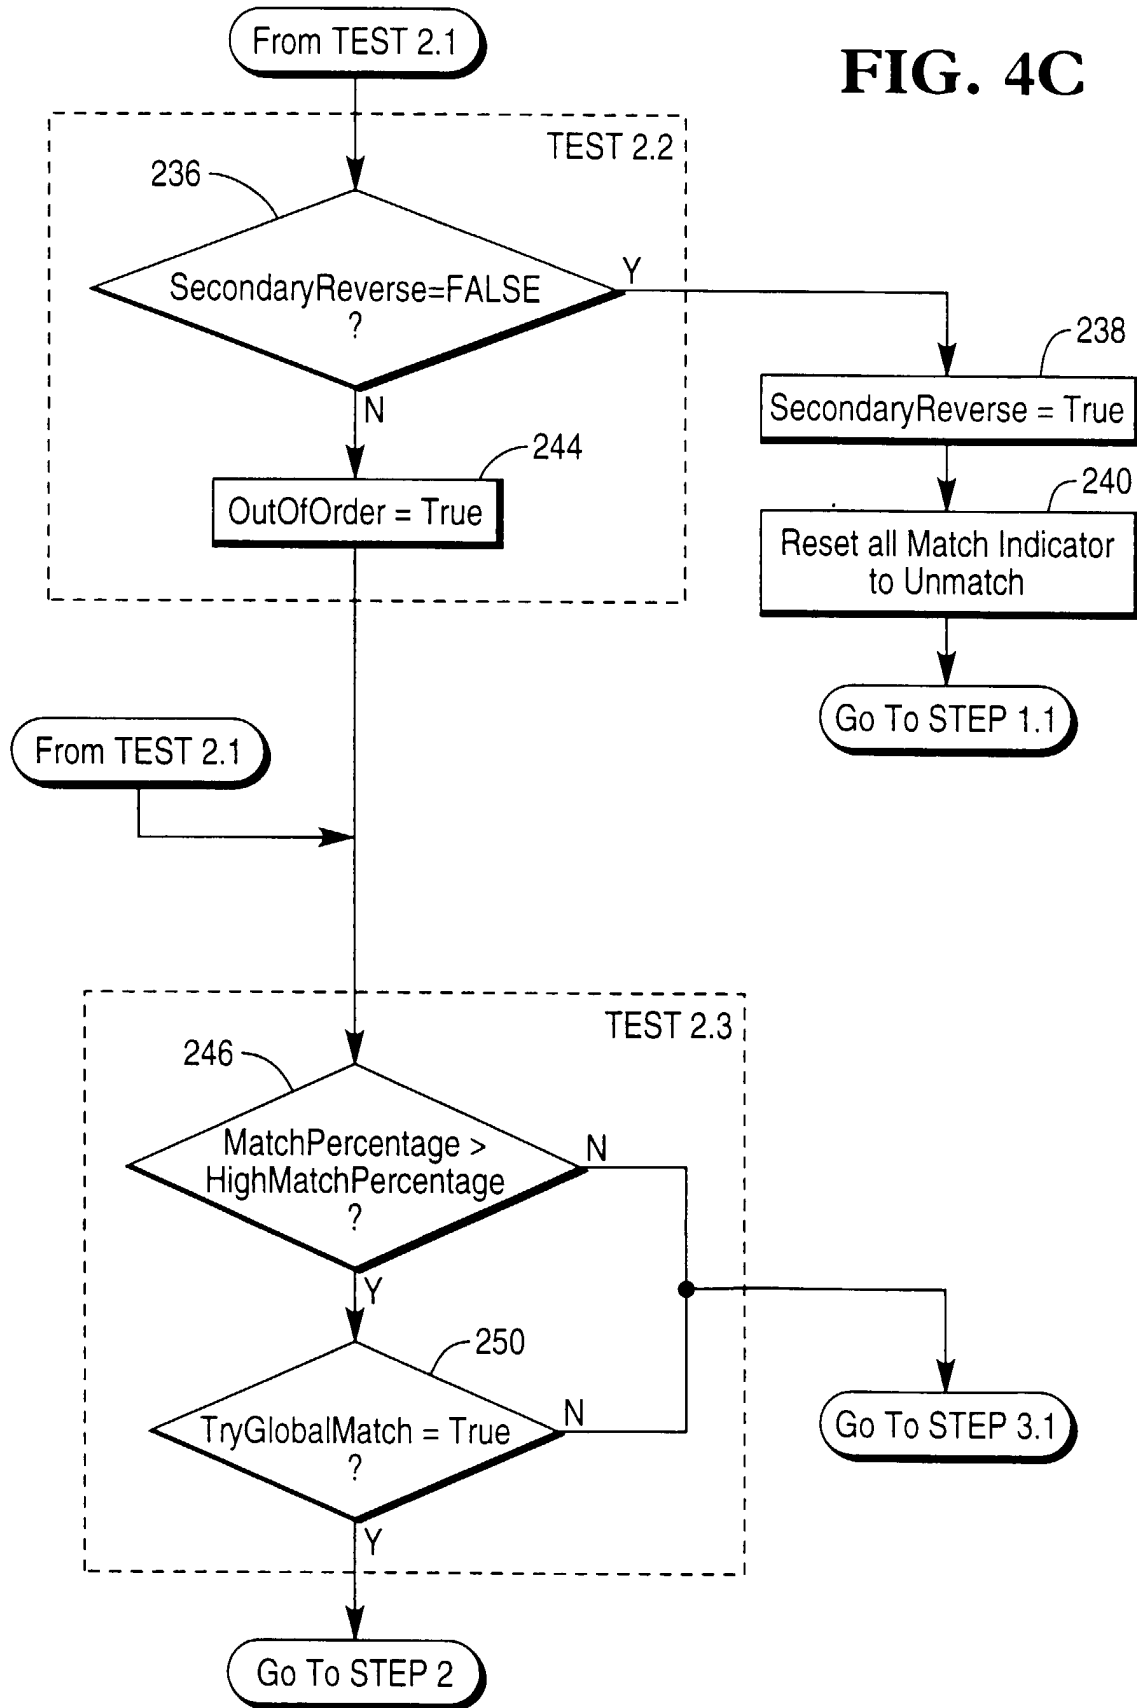 From TEST 2.1
FIG. 4C
TEST 2.2
236
SecondaryReverse=FALSE
?
Y
N
238
SecondaryReverse = True
244
OutOfOrder = True
240
Reset all Match Indicator
to Unmatch
Go To STEP 1.1
From TEST 2.1
TEST 2.3
246
MatchPercentage >
HighMatchPercentage
?
N
Y
250
TryGlobalMatch = True
?
N
Y
Go To STEP 3.1
Go To STEP 2